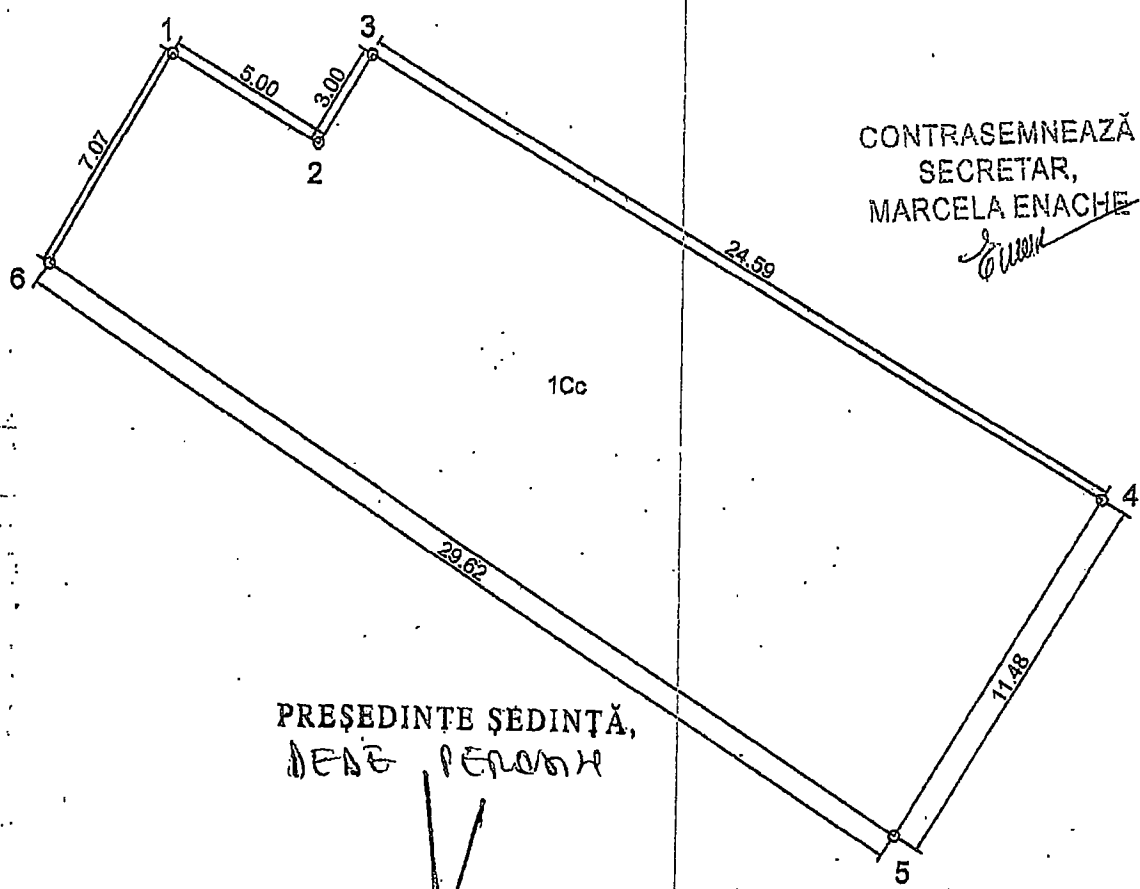 1
3
5.00
3.00
7.07
2
CONTRASEMNEAZĂ
SECRETAR,
MARCELA ENACHE
24.59
6
1Cc
4
29.62
11.48
PREȘEDINTE ȘEDINȚĂ,
5